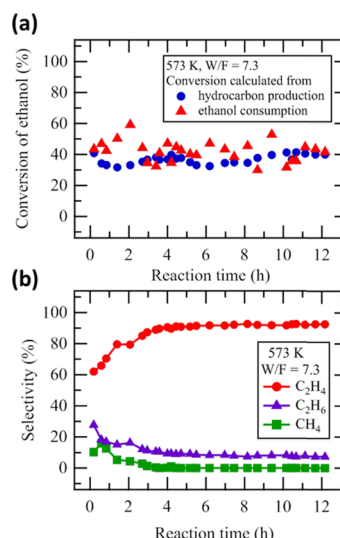 (a)
Conversion of ethanol (%)
100
80
60
40
20
0
573 K, W/F = 7.3
Conversion calculated from
hydrocarbon production
ethanol consumption
0 2 4 6 8 10 12
Reaction time (h)
(b)
Selectivity (%)
100
80
60
40
20
0
573 K
W/F = 7.3
C₂H₄
C₂H₆
CH₄
0 2 4 6 8 10 12
Reaction time (h)